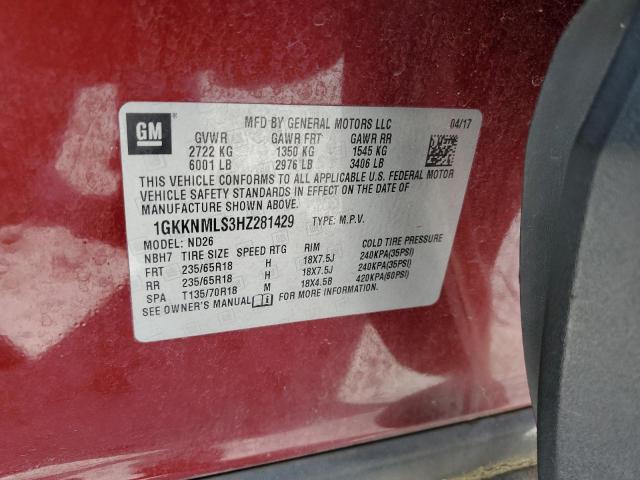 GM
MFD BY GENERAL MOTORS LLC 04/17
GVWR GAWR FRT GAWR RR
2722 KG 1350 KG 1545 KG
6001 LB 2976 LB 3406 LB
THIS VEHICLE CONFORMS TO ALL APPLICABLE U.S. FEDERAL MOTOR
VEHICLE SAFETY STANDARDS IN EFFECT ON THE DATE OF
MANUFACTURE SHOWN ABOVE.
1GKKNMLS3HZ281429 TYPE: M.P.V.
MODEL: ND26
NBH7 TIRE SIZE SPEED RTG RIM COLD TIRE PRESSURE
FRT 235/65R18 H 18X7.5J 240KPA(35PSI)
RR 235/65R18 H 18X7.5J 240KPA(35PSI)
SPA T135/70R18 M 18X4.5B 420KPA(60PSI)
SEE OWNER'S MANUAL FOR MORE INFORMATION.